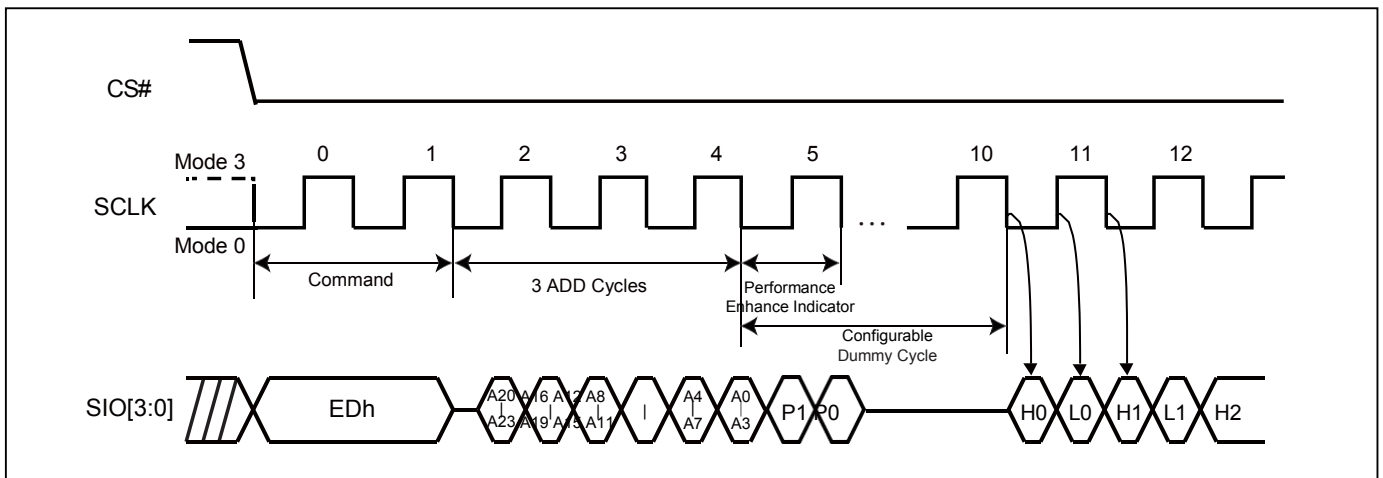 CS#
0 1 2 3 4 5 10 11 12
Mode 3
SCLK
...
Mode 0
Command
3 ADD Cycles
Performance
Enhance Indicator
Configurable
Dummy Cycle
SIO[3:0]
EDh
A20
|
A23
A16
|
A19
A12
|
A15
A8
|
A11
|
A4
|
A7
A0
|
A3
P1
P0
H0
L0
H1
L1
H2